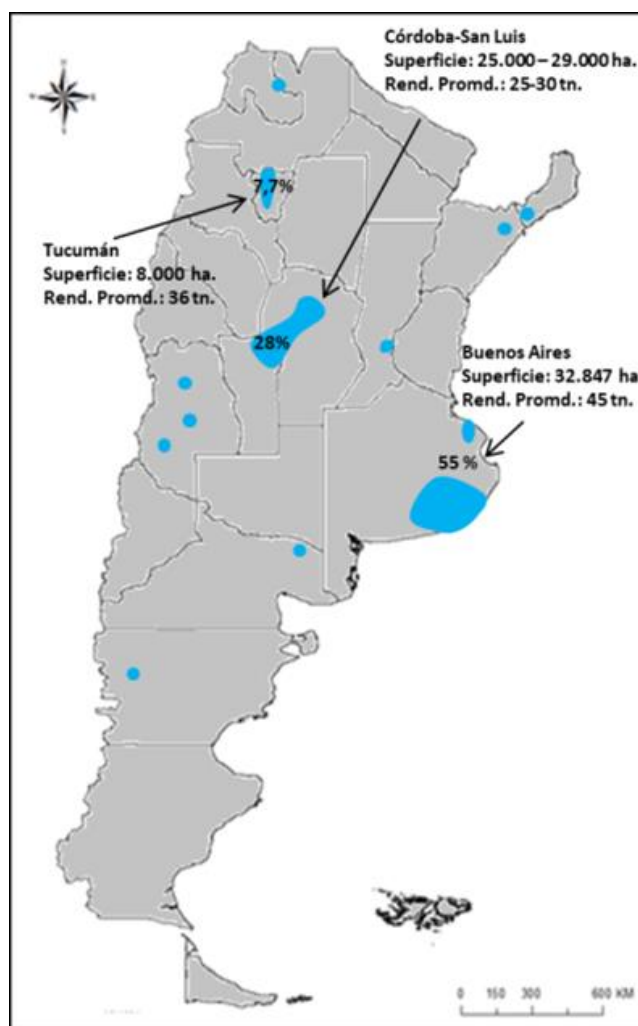 Córdoba-San Luis
Superficie: 25.000 – 29.000 ha.
Rend. Promd.: 25-30 tn.
7,7%
Tucumán
Superficie: 8.000 ha.
Rend. Promd.: 36 tn.
28%
Buenos Aires
Superficie: 32.847 ha
Rend. Promd.: 45 tn.
55 %
0 150 300 600 KM